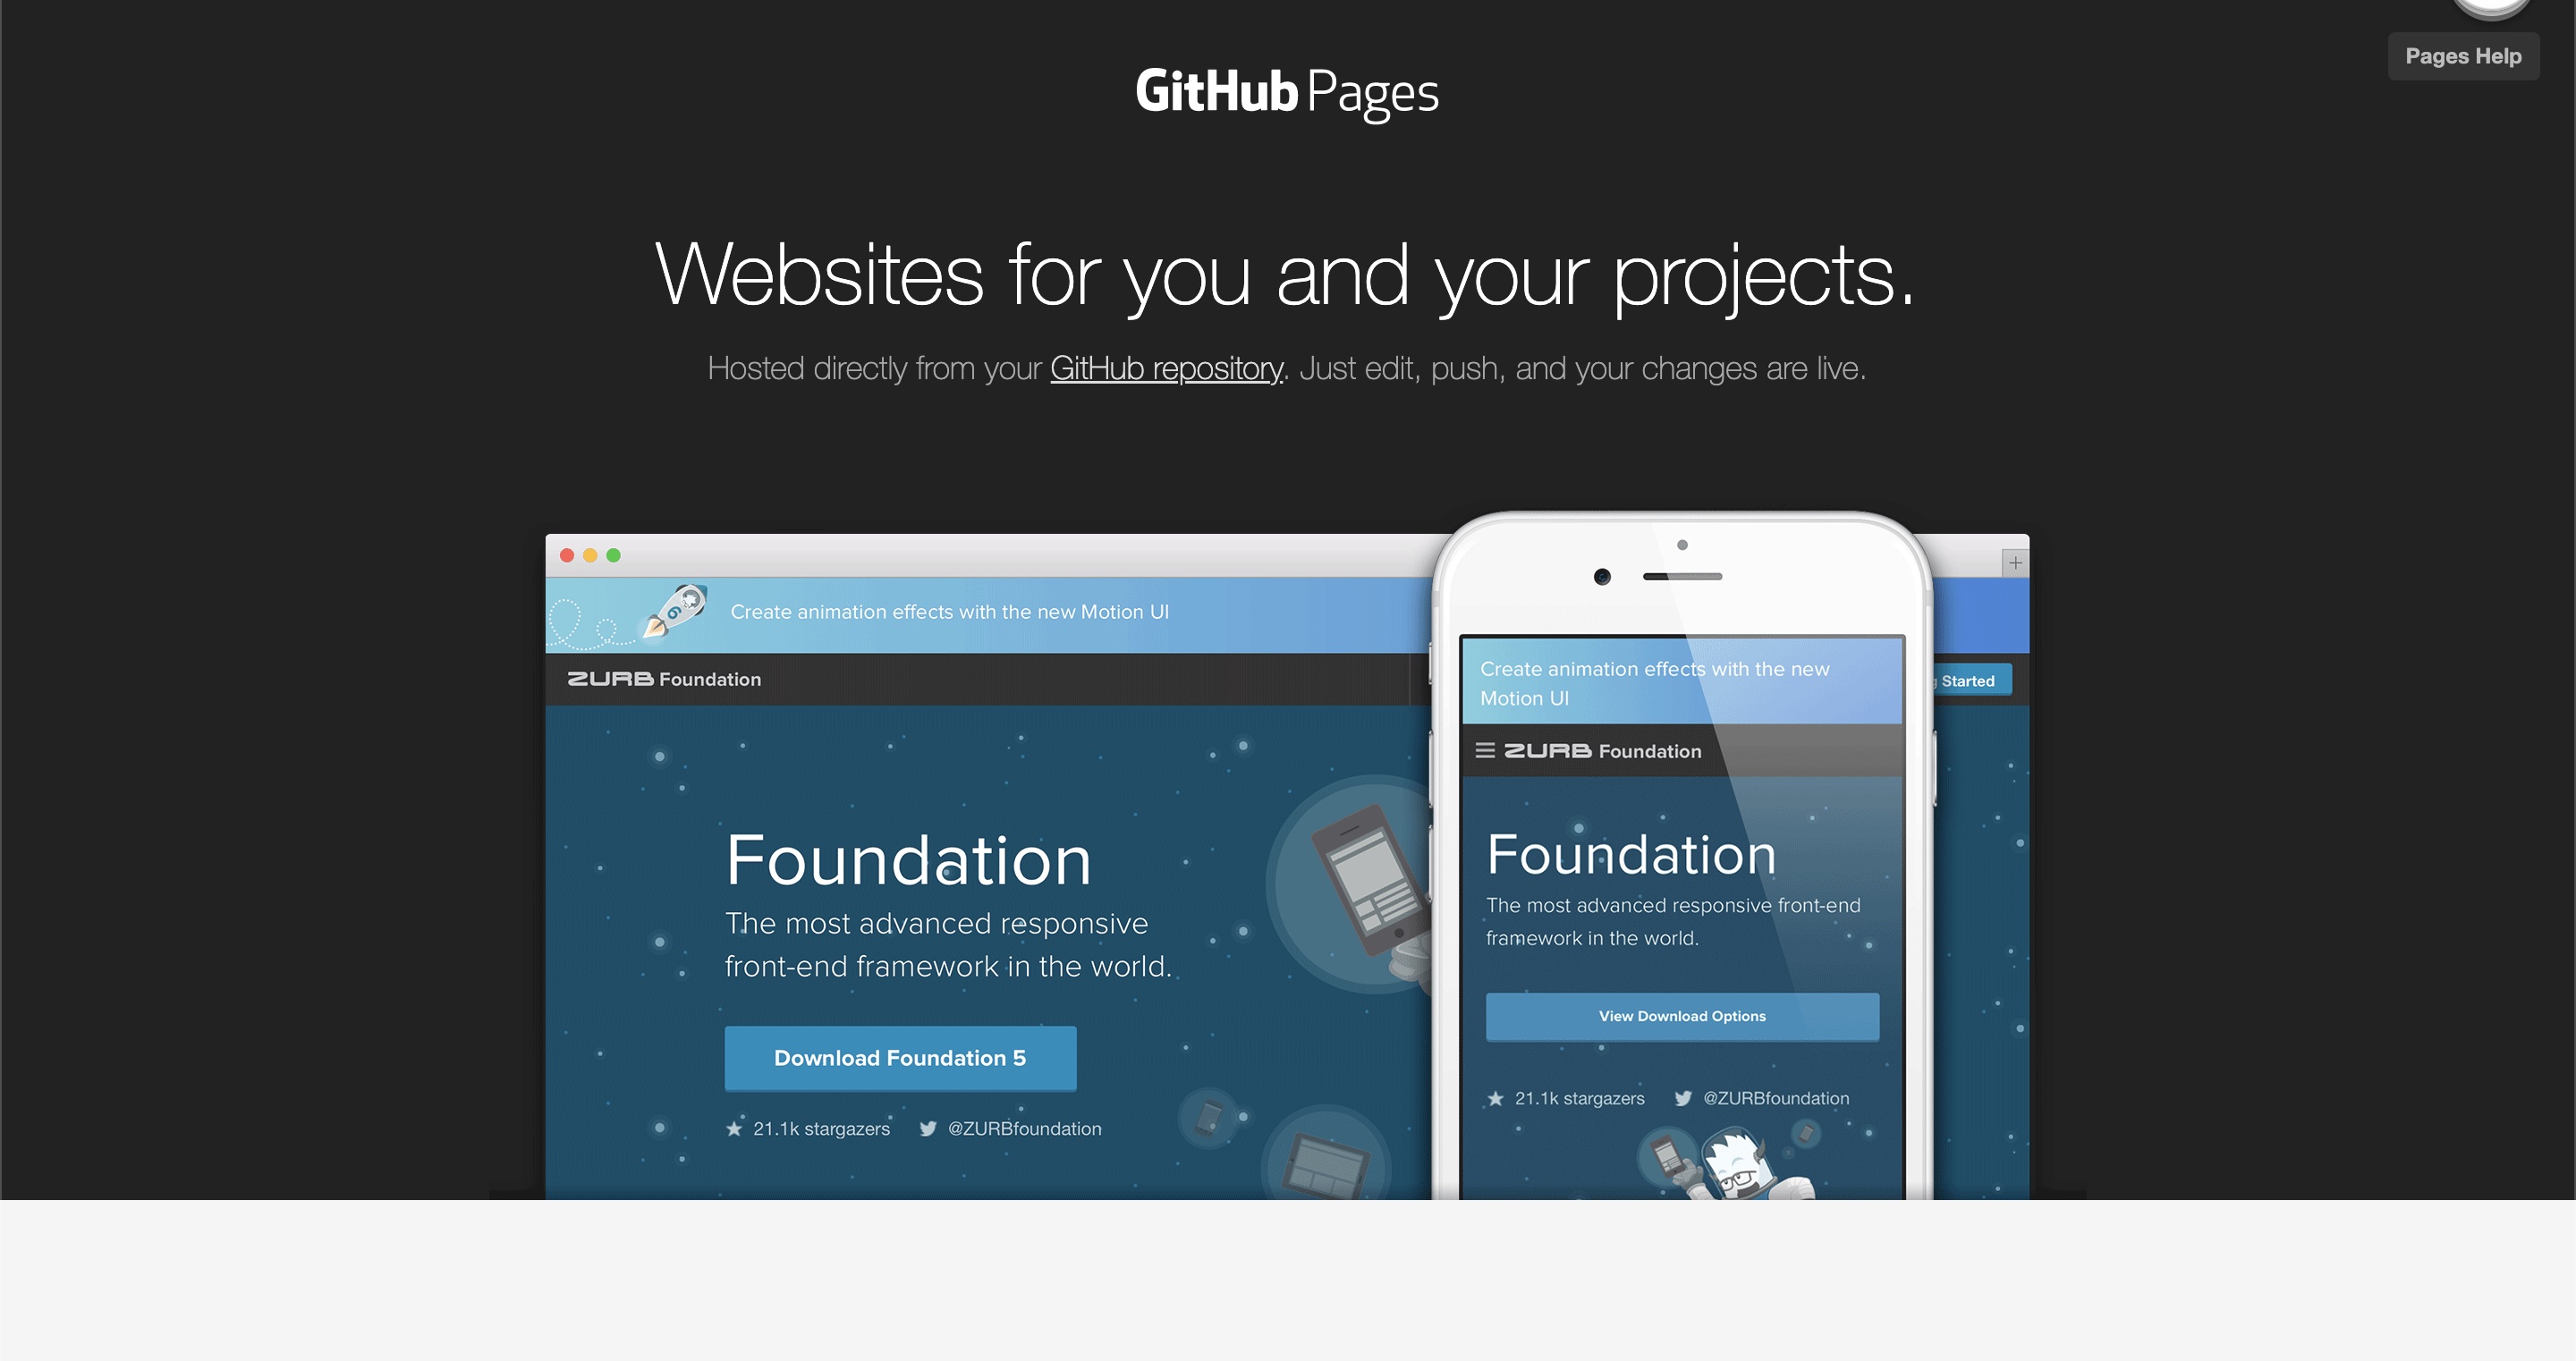 Pages Help
GitHub Pages
Websites for you and your projects.
Hosted directly from your GitHub repository. Just edit, push, and your changes are live.
Create animation effects with the new Motion UI
ZURB Foundation
Started
Foundation
The most advanced responsive
front-end framework in the world.
Download Foundation 5
21.1k stargazers @ZURBfoundation
Create animation effects with the new
Motion UI
ZURB Foundation
Foundation
The most advanced responsive front-end
framework in the world.
View Download Options
21.1k stargazers @ZURBfoundation